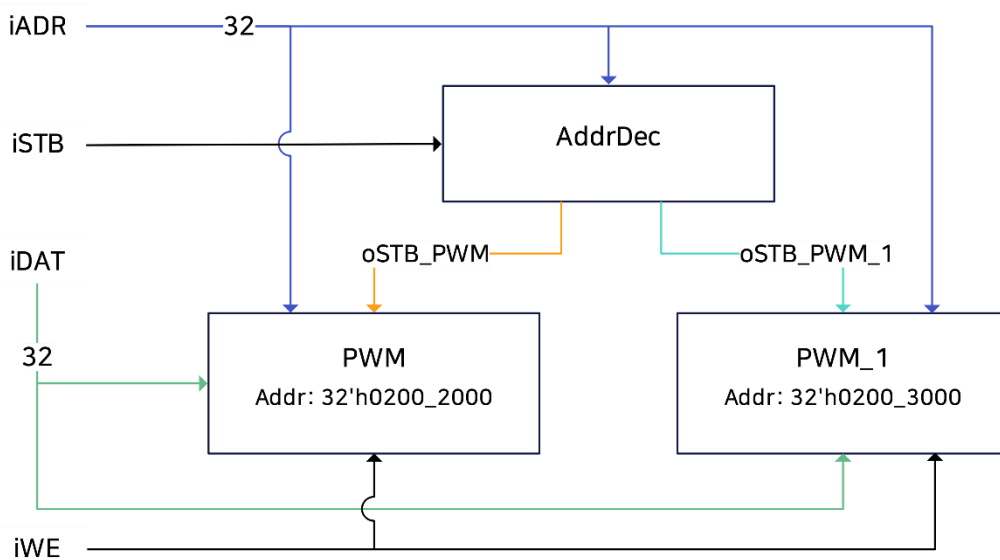 iADR
32
iSTB
AddrDec
iDAT
oSTB_PWM
oSTB_PWM_1
32
PWM
Addr: 32'h0200_2000
PWM_1
Addr: 32'h0200_3000
iWE